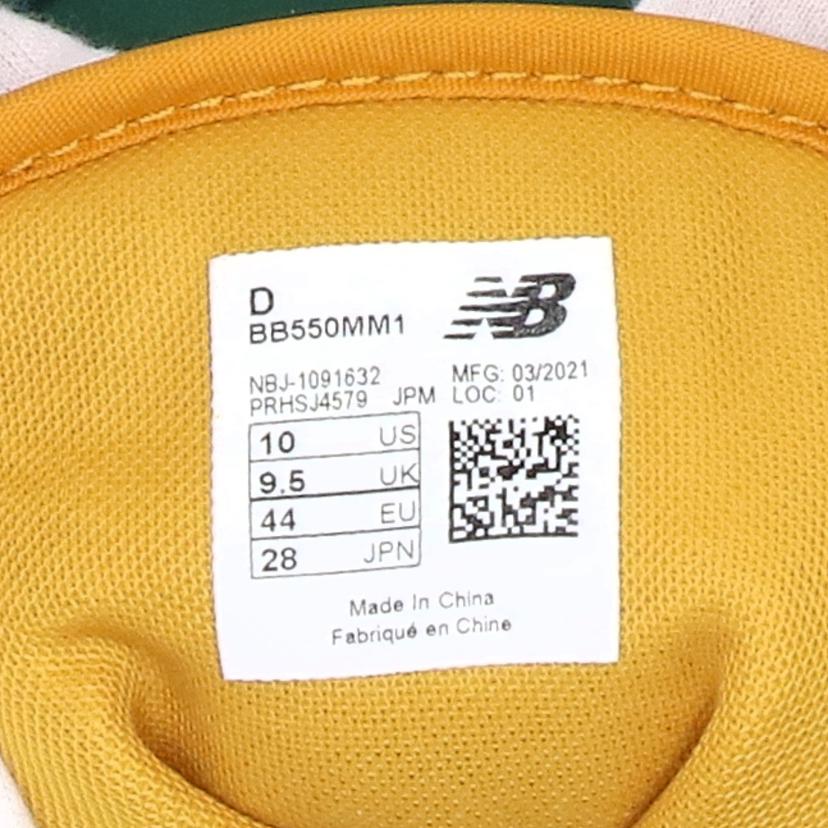 D
BB550MM1
NB
NBJ-1091632
PRHSJ4579 JPM
MFG: 03/2021
LOC: 01
10 US
9.5 UK
44 EU
28 JPN
Made In China
Fabriqué en Chine